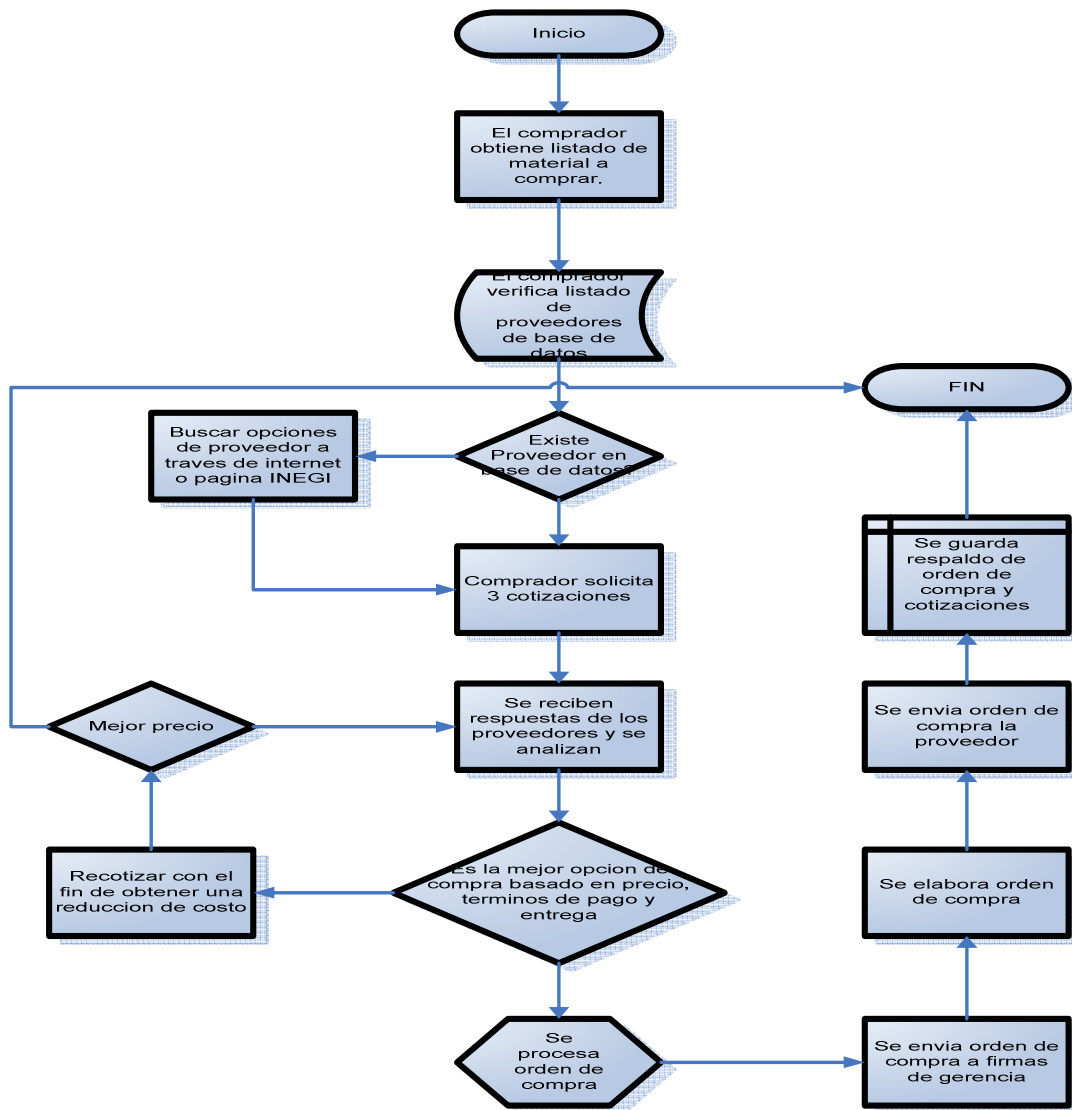 Inicio
El comprador
obtiene listado de
material a
comprar.
El comprador
verifica listado
de
proveedores
de base de
datos
FIN
Buscar opciones
de proveedor a
traves de internet
o pagina INEGI
Existe
Proveedor en
base de datos?
Comprador solicita
3 cotizaciones
Se guarda
respaldo de
orden de
compra y
cotizaciones
Mejor precio
Se reciben
respuestas de los
proveedores y se
analizan
Se envia orden de
compra la
proveedor
Recotizar con el
fin de obtener una
reduccion de costo
Es la mejor opcion de
compra basado en precio,
terminos de pago y
entrega
Se elabora orden
de compra
Se
procesa
orden de
compra
Se envia orden de
compra a firmas
de gerencia